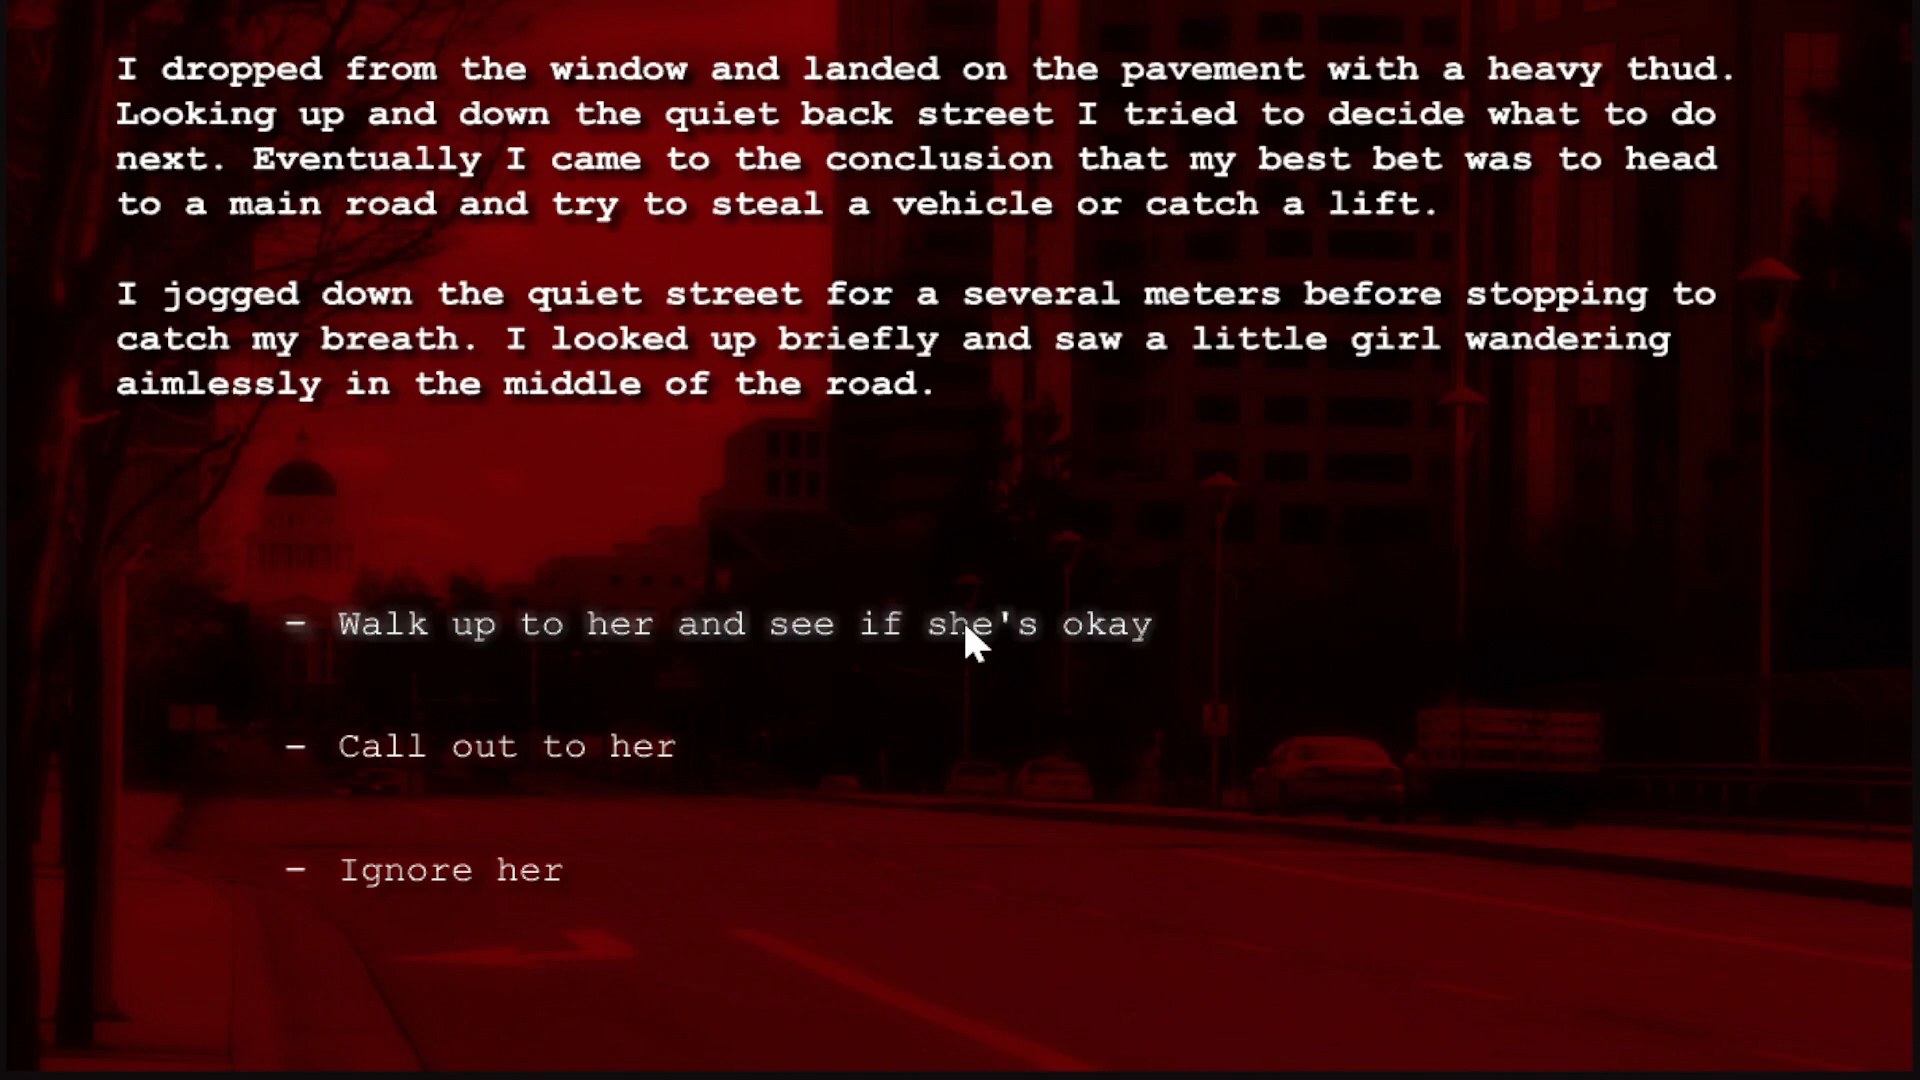 I dropped from the window and landed on the pavement with a heavy thud.
Looking up and down the quiet back street I tried to decide what to do
next. Eventually I came to the conclusion that my best bet was to head
to a main road and try to steal a vehicle or catch a lift.
I jogged down the quiet street for a several meters before stopping to
catch my breath. I looked up briefly and saw a little girl wandering
aimlessly in the middle of the road.
- Walk up to her and see if she's okay
- Call out to her
- Ignore her